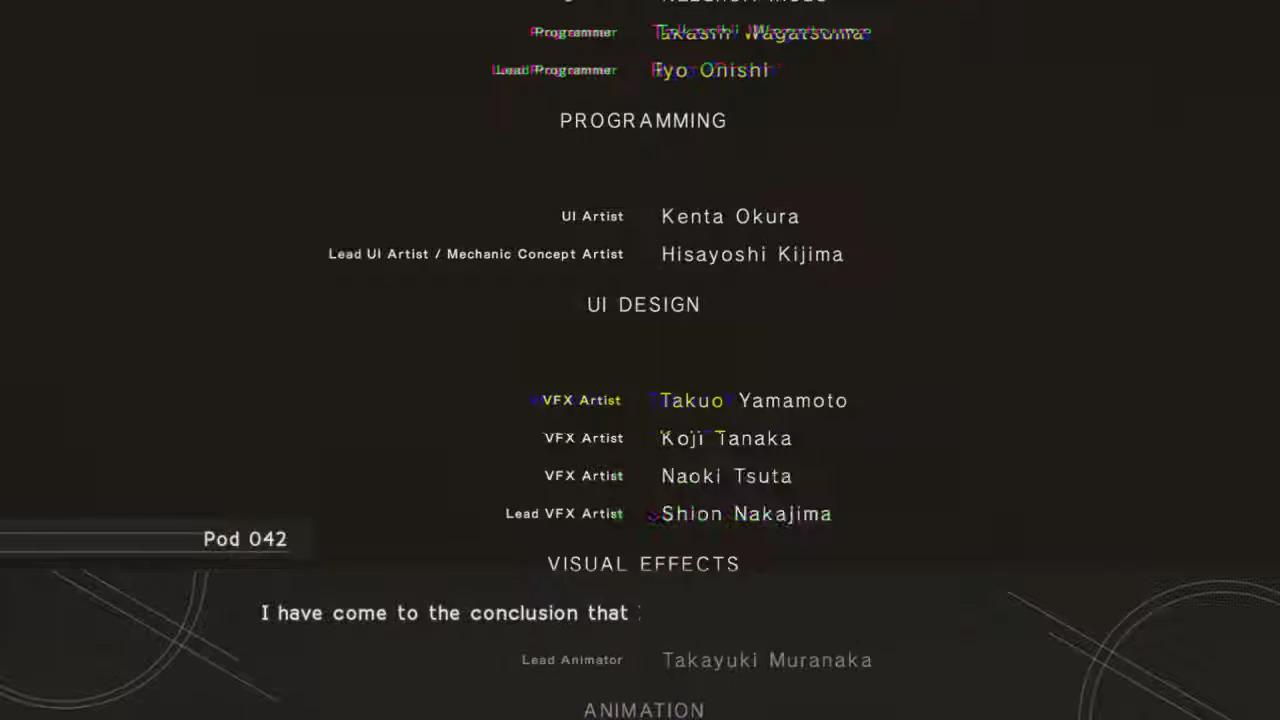 Programmer Takashi Wagatsuma
Lead Programmer Ryo Onishi
PROGRAMMING
UI Artist Kenta Okura
Lead UI Artist / Mechanic Concept Artist Hisayoshi Kijima
UI DESIGN
VFX Artist Takuo Yamamoto
VFX Artist Koji Tanaka
VFX Artist Naoki Tsuta
Lead VFX Artist Shion Nakajima
Pod 042
VISUAL EFFECTS
I have come to the conclusion that
Lead Animator Takayuki Muranaka
ANIMATION